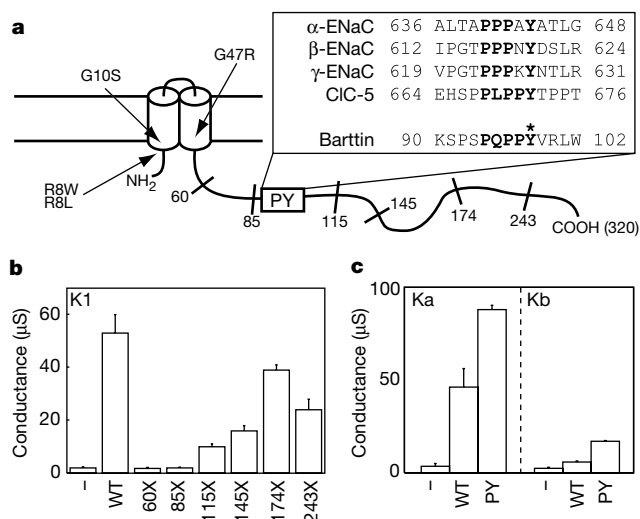 a
α-ENaC 636 ALTAPPPAYATLG 648
β-ENaC 612 IPGTPPPNYDSLR 624
γ-ENaC 619 VPGTPPPKYNTLR 631
ClC-5 664 EHSPPLPPYTPPT 676
*
Barttin 90 KSPSPQPPYVRLW 102
G47R
G10S
R8W
R8L
NH2
60
85
PY
115
145
174
243
COOH (320)
b
K1
Conductance (µS)
60
40
20
0
–
WT
60X
85X
115X
145X
174X
243X
c
Ka
Kb
Conductance (µS)
100
50
0
–
WT
PY
–
WT
PY